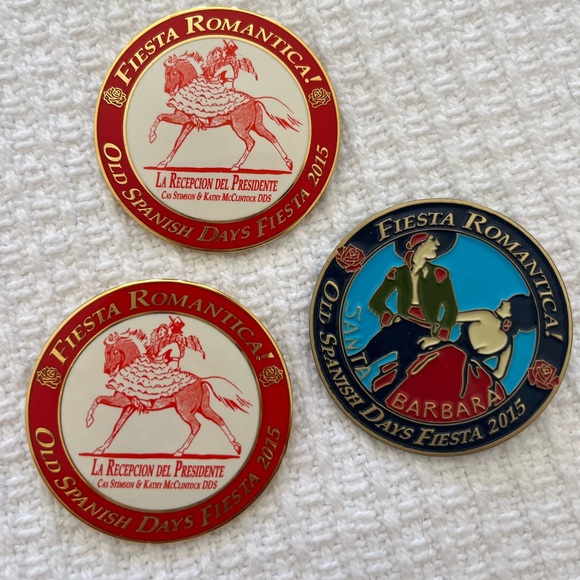 FIESTA ROMANTICA!
LA RECEPCION DEL PRESIDENTE
CAS STIMSON & KATHY MCCLINTOCK DDS
OLD SPANISH DAYS FIESTA 2015
FIESTA ROMANTICA!
SANTA
BARBARA
OLD SPANISH DAYS FIESTA 2015
FIESTA ROMANTICA!
LA RECEPCION DEL PRESIDENTE
CAS STIMSON & KATHY MCCLINTOCK DDS
OLD SPANISH DAYS FIESTA 2015